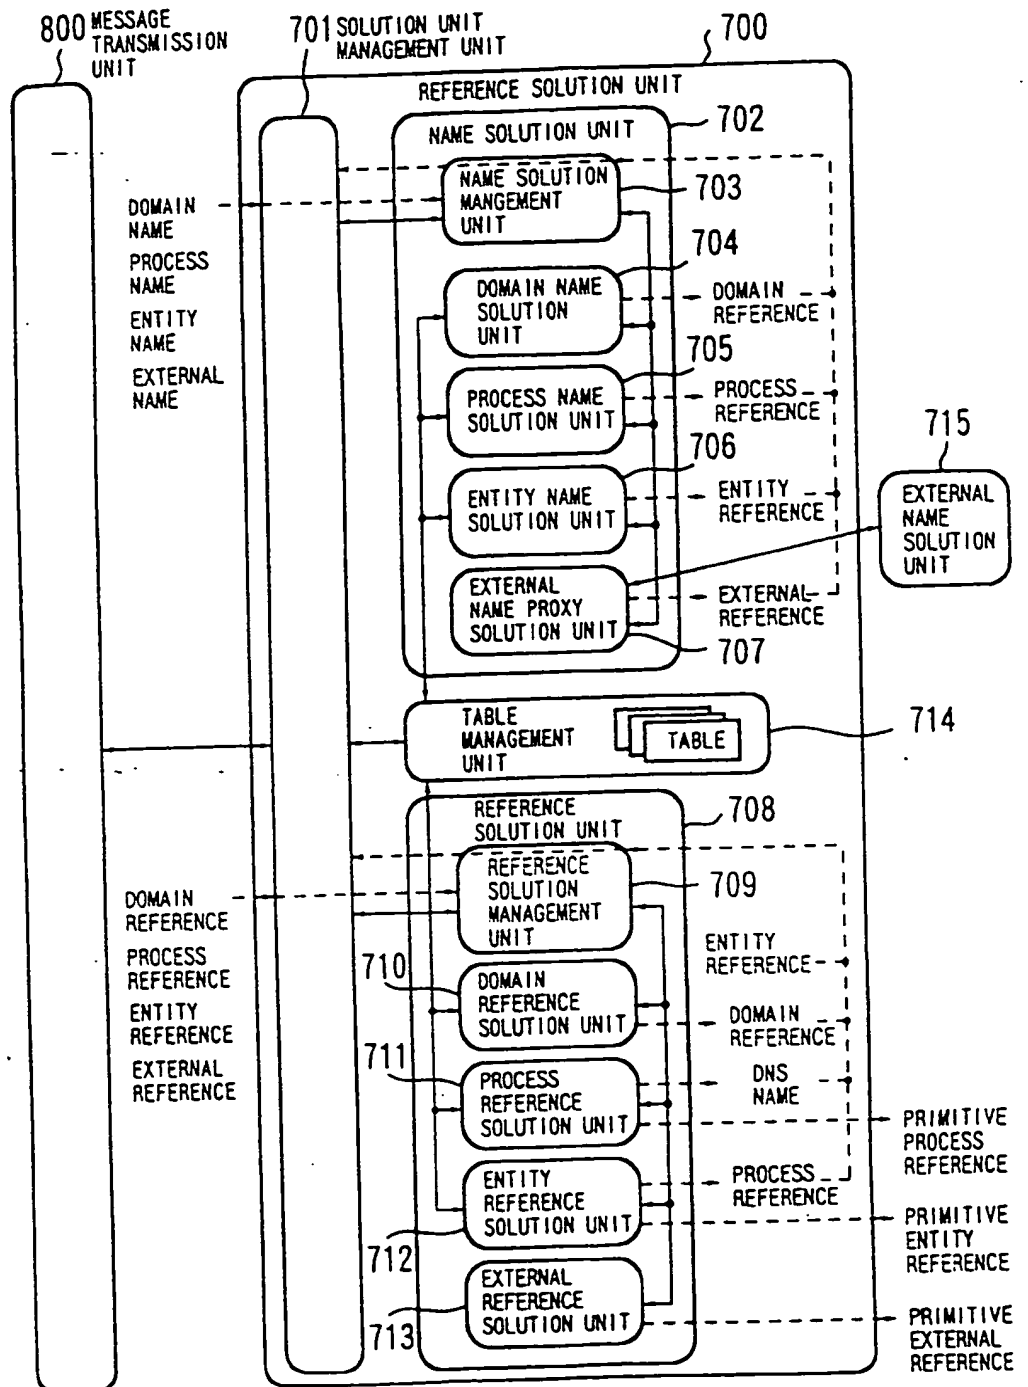 800 MESSAGE
TRANSMISSION
UNIT
701 SOLUTION UNIT
MANAGEMENT UNIT
700
REFERENCE SOLUTION UNIT
NAME SOLUTION UNIT
702
NAME SOLUTION
MANGEMENT
UNIT
703
DOMAIN
NAME
PROCESS
NAME
ENTITY
NAME
EXTERNAL
NAME
704
DOMAIN NAME
SOLUTION
UNIT
DOMAIN
REFERENCE
705
PROCESS NAME
SOLUTION UNIT
PROCESS
REFERENCE
706
ENTITY NAME
SOLUTION UNIT
ENTITY
REFERENCE
715
EXTERNAL
NAME
SOLUTION
UNIT
EXTERNAL
NAME PROXY
SOLUTION UNIT
EXTERNAL
REFERENCE
707
TABLE
MANAGEMENT
UNIT
TABLE
714
REFERENCE
SOLUTION UNIT
708
REFERENCE
SOLUTION
MANAGEMENT
UNIT
709
DOMAIN
REFERENCE
PROCESS
REFERENCE
ENTITY
REFERENCE
EXTERNAL
REFERENCE
ENTITY
REFERENCE
710
DOMAIN
REFERENCE
SOLUTION UNIT
DOMAIN
REFERENCE
711
PROCESS
REFERENCE
SOLUTION UNIT
DNS
NAME
PRIMITIVE
PROCESS
REFERENCE
ENTITY
REFERENCE
SOLUTION UNIT
PROCESS
REFERENCE
712
PRIMITIVE
ENTITY
REFERENCE
EXTERNAL
REFERENCE
SOLUTION UNIT
713
PRIMITIVE
EXTERNAL
REFERENCE